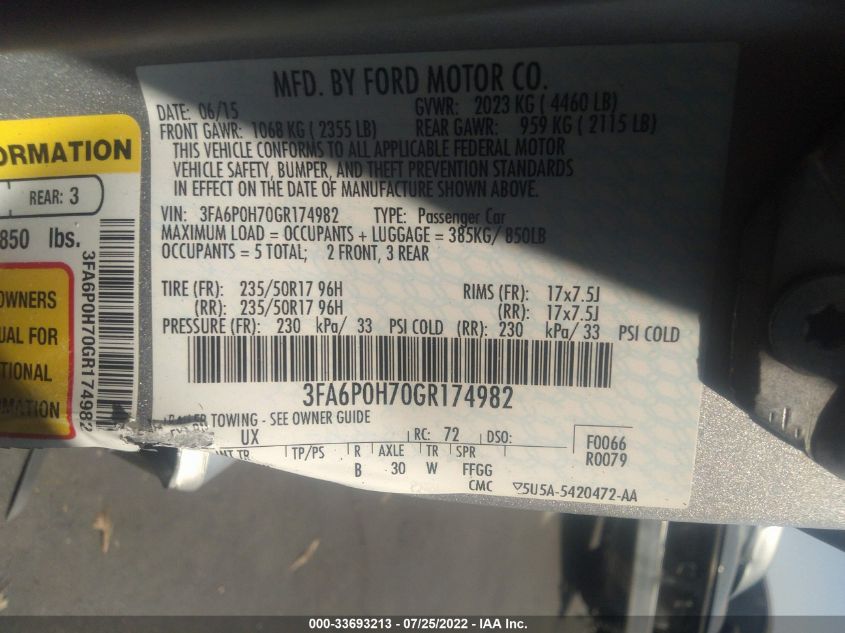 MFD. BY FORD MOTOR CO.
DATE: 06/15 GVWR: 2023 KG ( 4460 LB)
FRONT GAWR: 1068 KG ( 2355 LB) REAR GAWR: 959 KG ( 2115 LB)
THIS VEHICLE CONFORMS TO ALL APPLICABLE FEDERAL MOTOR
VEHICLE SAFETY, BUMPER, AND THEFT PREVENTION STANDARDS
IN EFFECT ON THE DATE OF MANUFACTURE SHOWN ABOVE.
VIN: 3FA6P0H70GR174982 TYPE: Passenger Car
MAXIMUM LOAD = OCCUPANTS + LUGGAGE = 385KG/ 850LB
OCCUPANTS = 5 TOTAL; 2 FRONT, 3 REAR
TIRE (FR): 235/50R17 96H RIMS (FR): 17x7.5J
(RR): 235/50R17 96H (RR): 17x7.5J
PRESSURE (FR): 230 kPa/ 33 PSI COLD (RR): 230 kPa/ 33 PSI COLD
3FA6P0H70GR174982
TRAILER TOWING - SEE OWNER GUIDE
UX RC: 72 DSO: F0066
INT TR TP/PS R AXLE TR SPR R0079
B 30 W FFGG
CMC 5U5A-5420472-AA
ORMATION
REAR: 3
850 lbs.
OWNERS
UAL FOR
TIONAL
MATION
3FA6P0H70GR174982
000-33693213 - 07/25/2022 - IAA Inc.